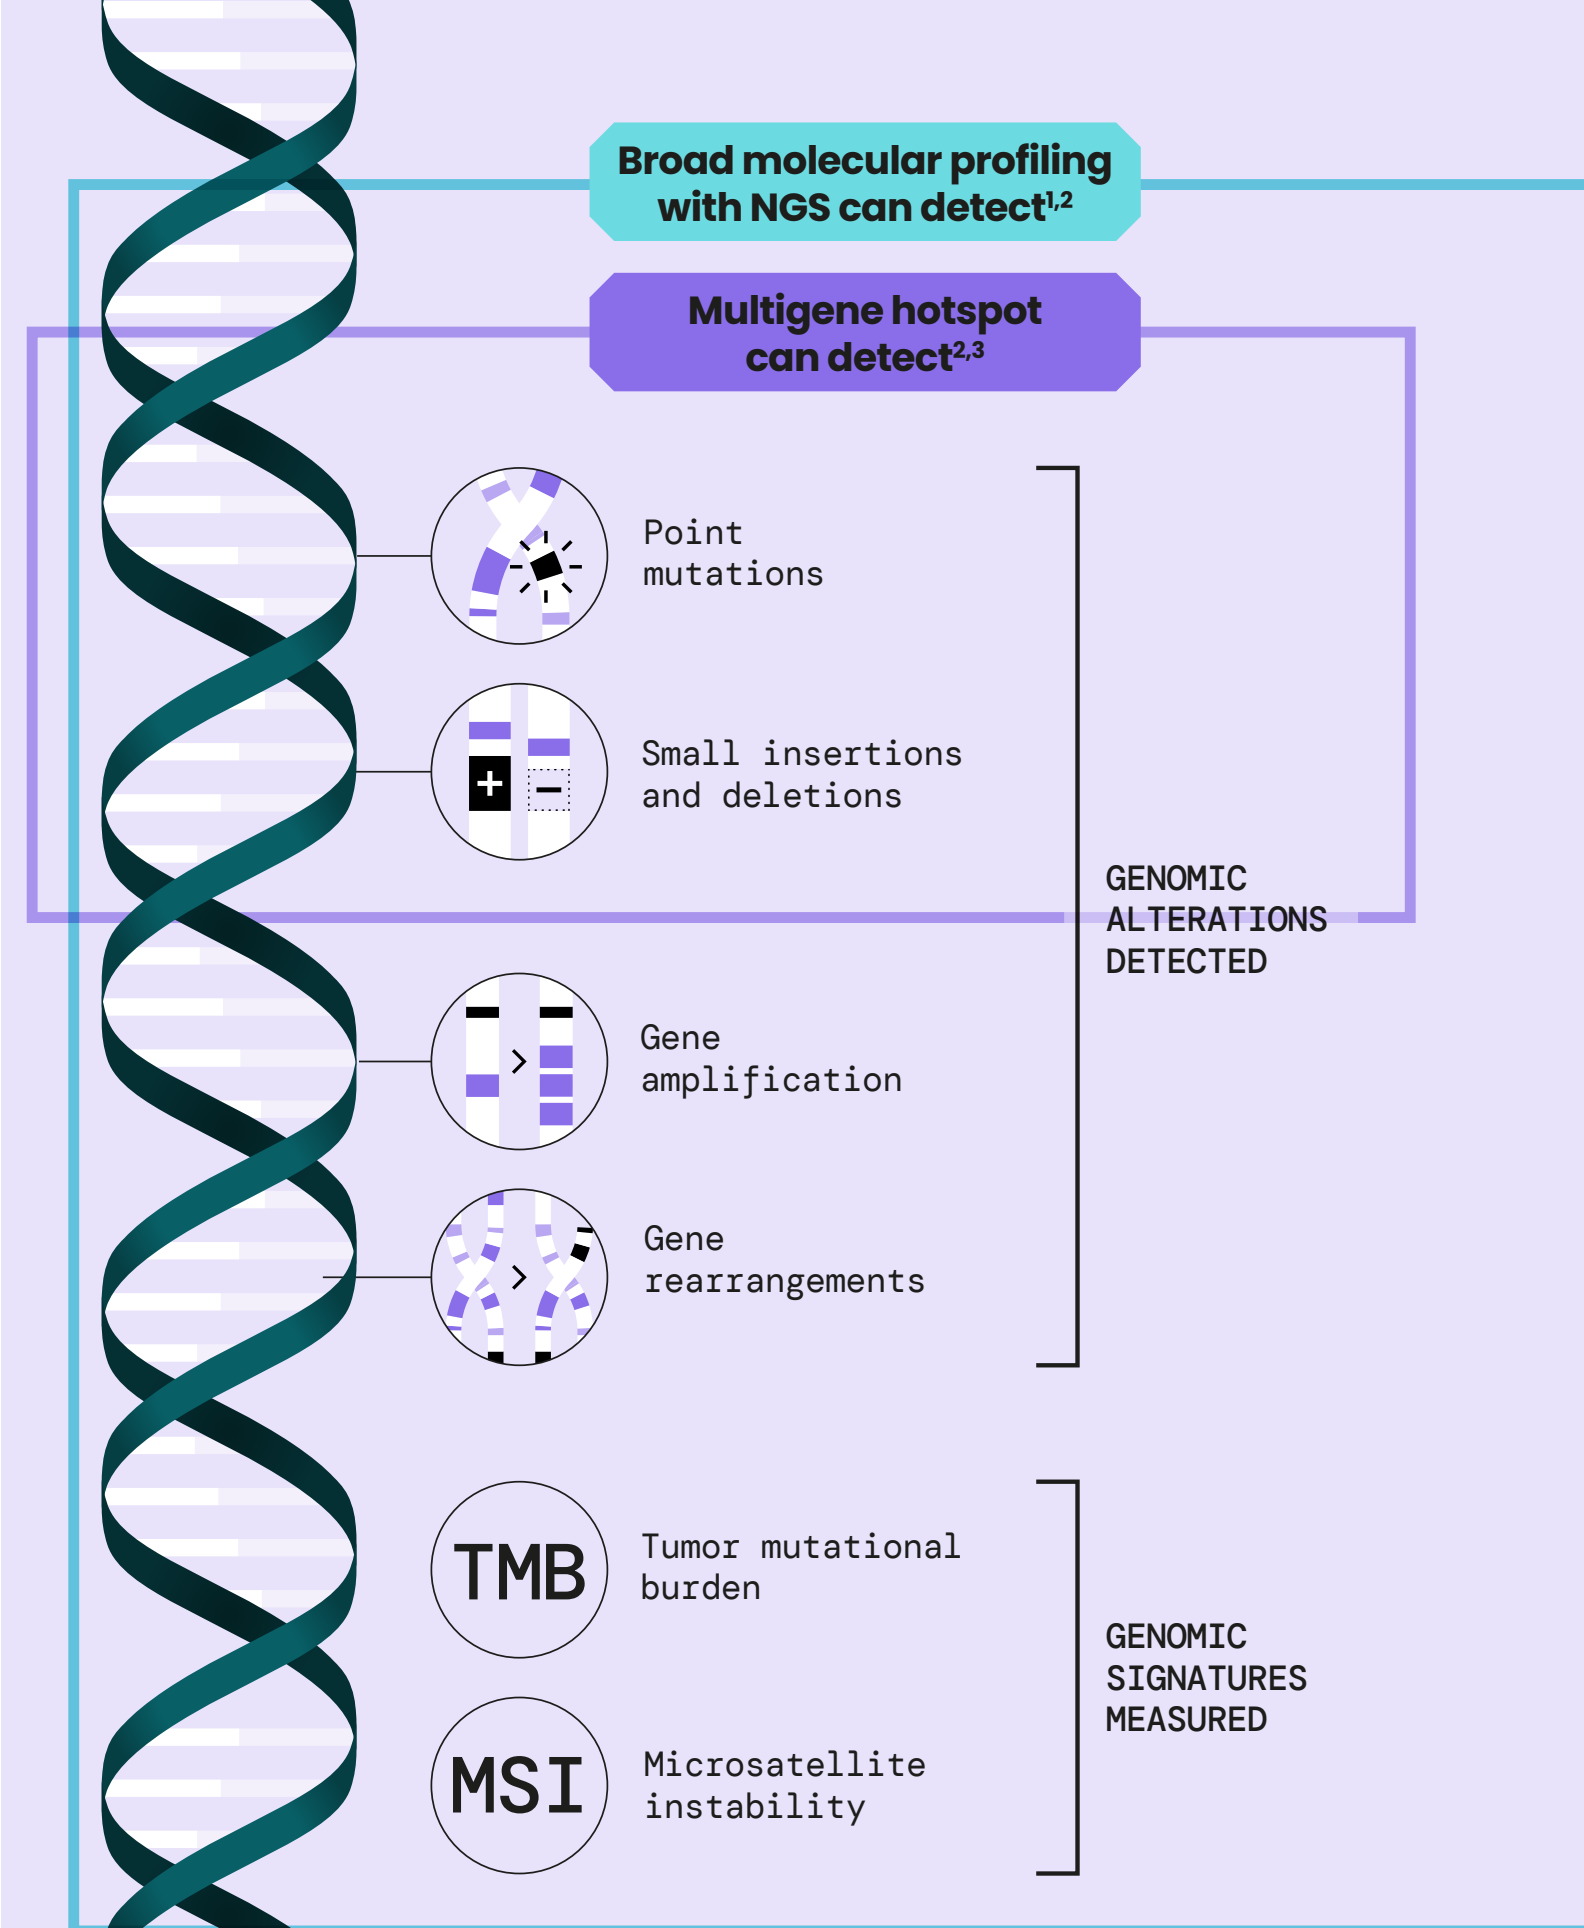 Broad molecular profiling
with NGS can detect1,2
Multigene hotspot
can detect2,3
Point
mutations
Small insertions
and deletions
GENOMIC
ALTERATIONS
DETECTED
Gene
amplification
Gene
rearrangements
TMB
Tumor mutational
burden
GENOMIC
SIGNATURES
MEASURED
MSI
Microsatellite
instability